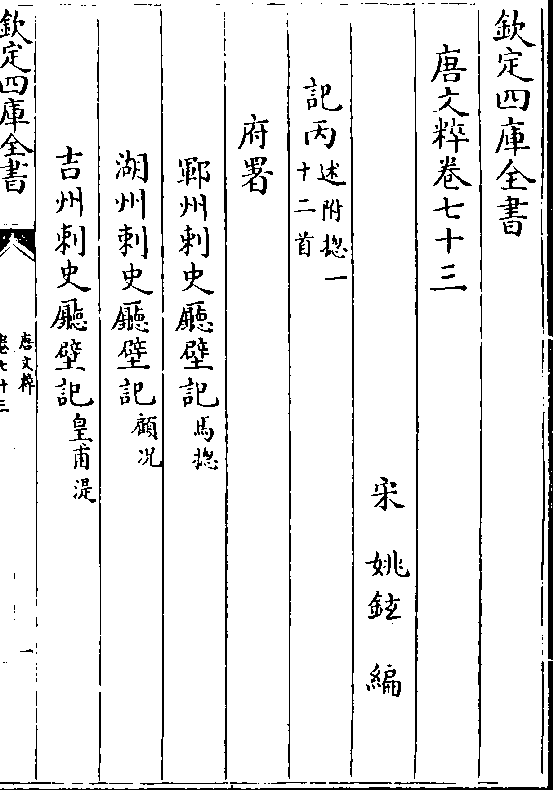 欽定四庫全書
唐文粹卷七十三
宋 姚鉉 編
記丙述附揔一十二首
府署
鄆州刺史廳壁記馬揔
湖州刺史廳壁記顧況
吉州刺史廳壁記皇甫湜
欽定四庫全書
唐文粹
卷七十三
一